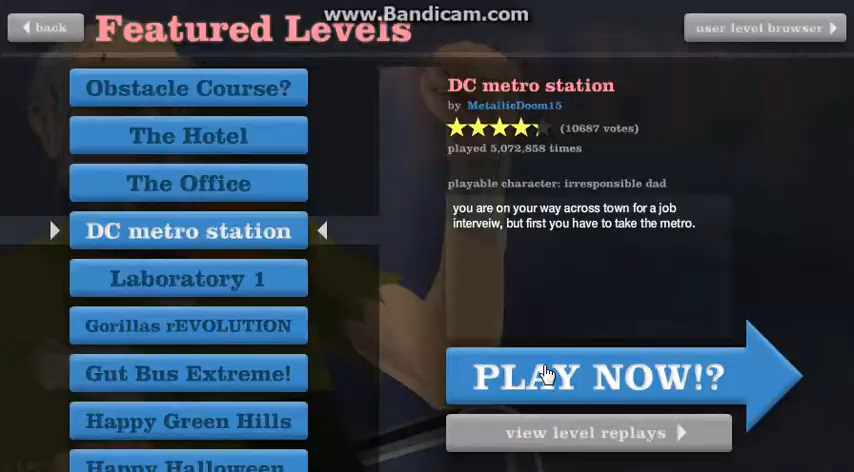 www.Bandicam.com
back
Featured Levels
user level browser
Obstacle Course?
The Hotel
The Office
DC metro station
Laboratory 1
Gorillas rEVOLUTION
Gut Bus Extreme!
Happy Green Hills
Happy Halloween
DC metro station
by MetallicDoom15
(10687 votes)
played 5,072,858 times
playable character: irresponsible dad
you are on your way across town for a job
interveiw, but first you have to take the metro.
PLAY NOW!?
view level replays